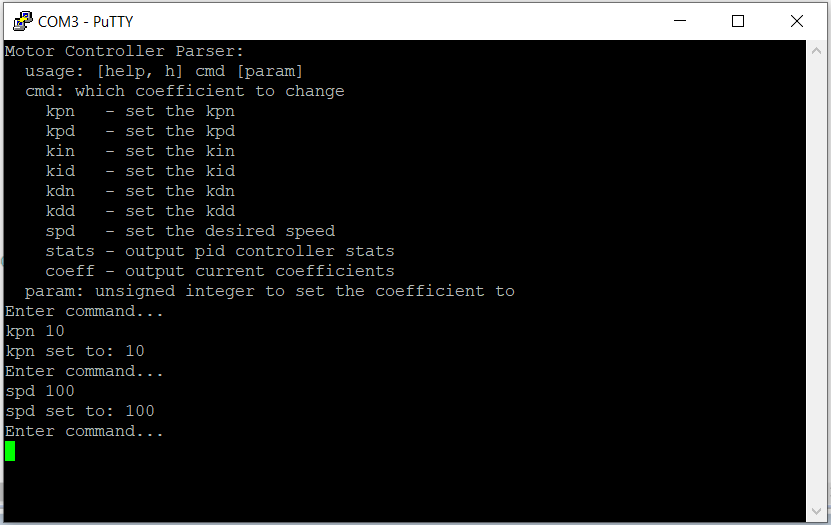 COM3 - PuTTY
Motor Controller Parser:
  usage: [help, h] cmd [param]
  cmd: which coefficient to change
    kpn   - set the kpn
    kpd   - set the kpd
    kin   - set the kin
    kid   - set the kid
    kdn   - set the kdn
    kdd   - set the kdd
    spd   - set the desired speed
    stats - output pid controller stats
    coeff - output current coefficients
  param: unsigned integer to set the coefficient to
Enter command...
kpn 10
kpn set to: 10
Enter command...
spd 100
spd set to: 100
Enter command...